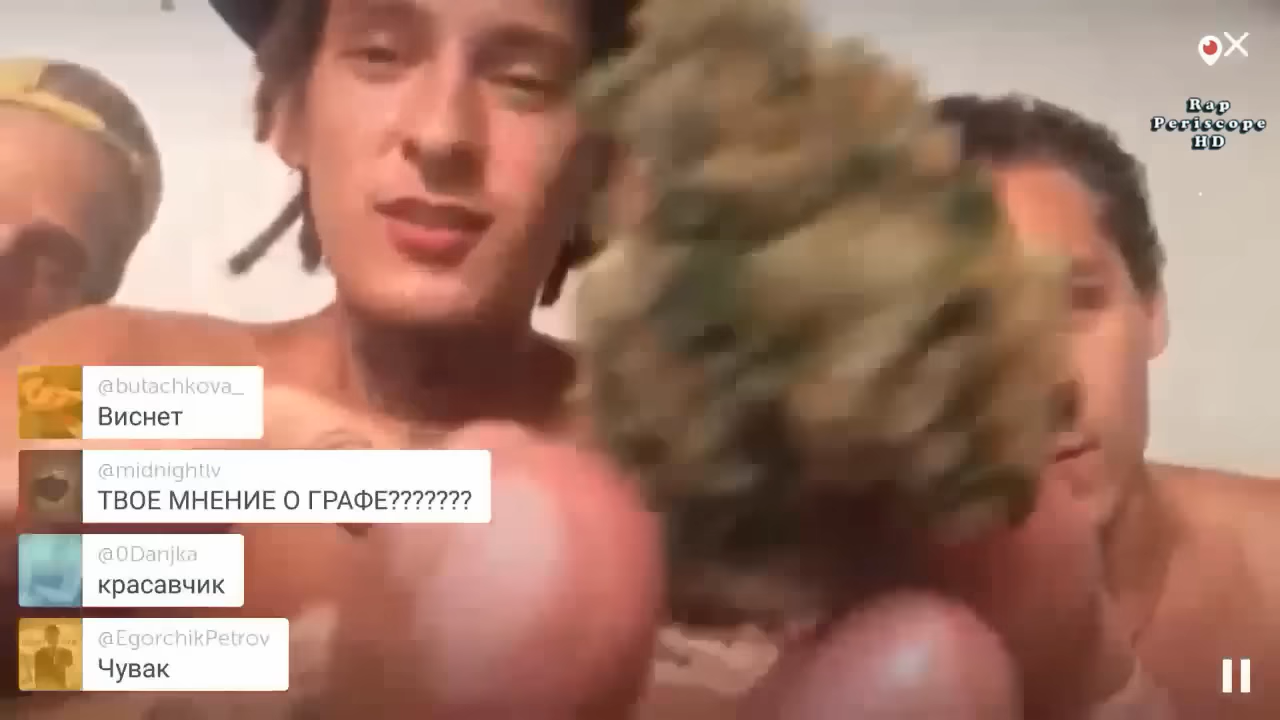 Rap
Periscope
HD
@butachkova_
Виснет
@midnightlv
ТВОЕ МНЕНИЕ О ГРАФЕ???????
@0Danjka
красавчик
@EgorchikPetrov
Чувак